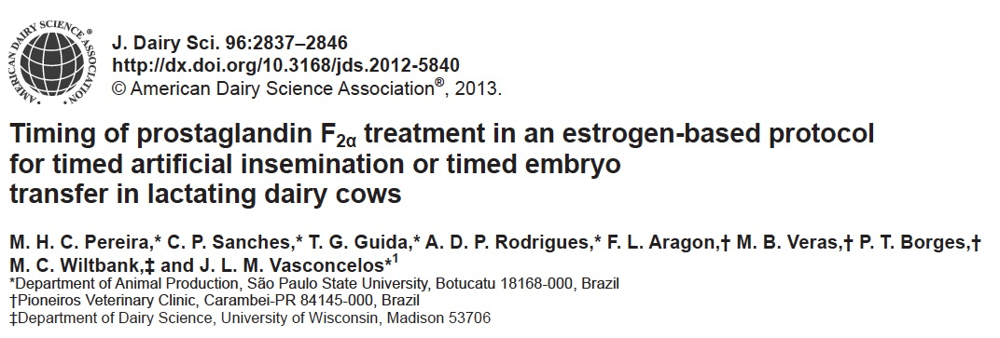 AMERICAN DAIRY SCIENCE ASSOCIATION®
J. Dairy Sci. 96:2837–2846
http://dx.doi.org/10.3168/jds.2012-5840
© American Dairy Science Association®, 2013.
Timing of prostaglandin F2α treatment in an estrogen-based protocol
for timed artificial insemination or timed embryo
transfer in lactating dairy cows
M. H. C. Pereira,* C. P. Sanches,* T. G. Guida,* A. D. P. Rodrigues,* F. L. Aragon,† M. B. Veras,† P. T. Borges,†
M. C. Wiltbank,‡ and J. L. M. Vasconcelos*1
*Department of Animal Production, São Paulo State University, Botucatu 18168-000, Brazil
†Pioneiros Veterinary Clinic, Carambei-PR 84145-000, Brazil
‡Department of Dairy Science, University of Wisconsin, Madison 53706